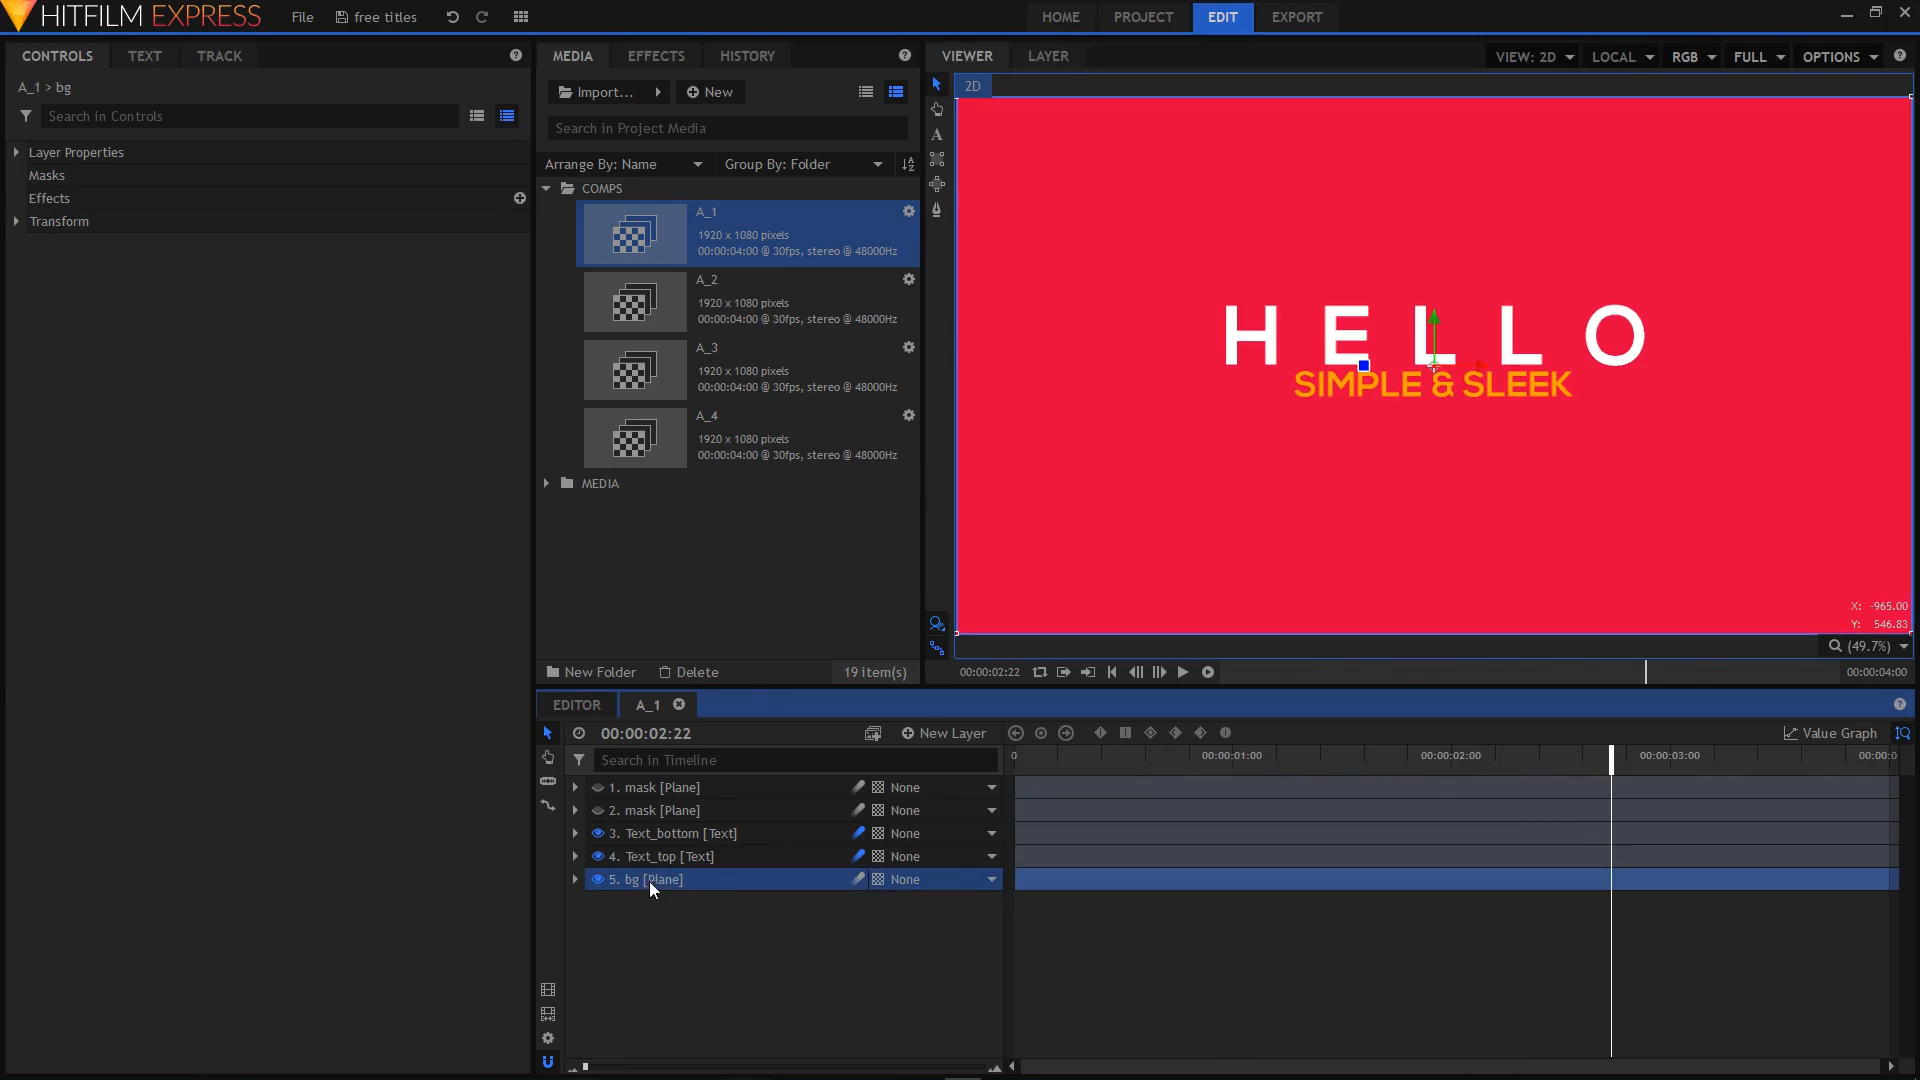 HITFILM EXPRESS
File
free titles
HOME
PROJECT
EDIT
EXPORT
CONTROLS
TEXT
TRACK
A_1 > bg
Search in Controls
Layer Properties
Masks
Effects
Transform
MEDIA
EFFECTS
HISTORY
Import...
New
Search in Project Media
Arrange By: Name
Group By: Folder
COMPS
A_1
1920 x 1080 pixels
00:00:04:00 @ 30fps, stereo @ 48000Hz
A_2
1920 x 1080 pixels
00:00:04:00 @ 30fps, stereo @ 48000Hz
A_3
1920 x 1080 pixels
00:00:04:00 @ 30fps, stereo @ 48000Hz
A_4
1920 x 1080 pixels
00:00:04:00 @ 30fps, stereo @ 48000Hz
MEDIA
New Folder
Delete
19 item(s)
VIEWER
LAYER
VIEW: 2D
LOCAL
RGB
FULL
OPTIONS
2D
HELLO
SIMPLE & SLEEK
X: -965.00
Y: 546.83
(49.7%)
00:00:02:22
00:00:04:00
EDITOR
A_1
00:00:02:22
New Layer
Value Graph
Search in Timeline
0
00:00:01:00
00:00:02:00
00:00:03:00
00:00:0
1. mask [Plane]
None
2. mask [Plane]
None
3. Text_bottom [Text]
None
4. Text_top [Text]
None
5. bg [Plane]
None